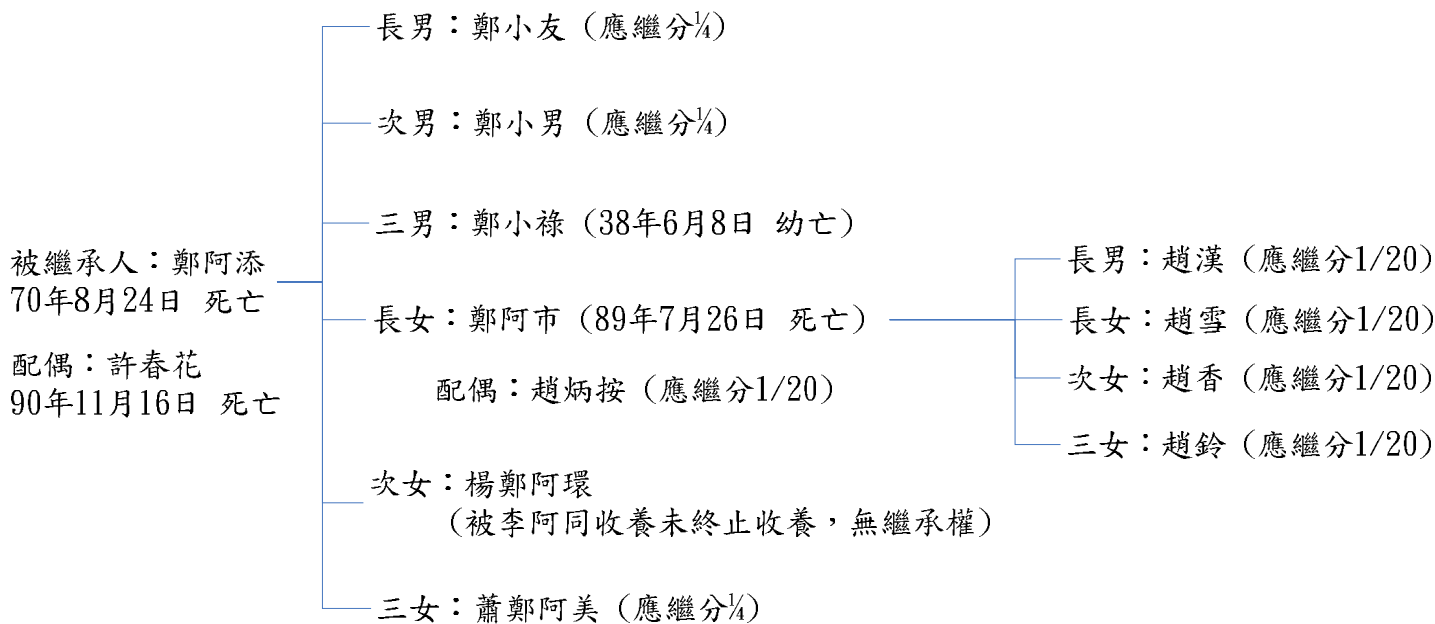 長男：鄭小友（應繼分¼）
次男：鄭小男（應繼分¼）
三男：鄭小祿（38年6月8日 幼亡）
被繼承人：鄭阿添
70年8月24日 死亡
配偶：許春花
90年11月16日 死亡
長女：鄭阿市（89年7月26日 死亡）
配偶：趙炳按（應繼分1/20）
長男：趙漢（應繼分1/20）
長女：趙雪（應繼分1/20）
次女：趙香（應繼分1/20）
三女：趙鈴（應繼分1/20）
次女：楊鄭阿環
（被李阿同收養未終止收養，無繼承權）
三女：蕭鄭阿美（應繼分¼）